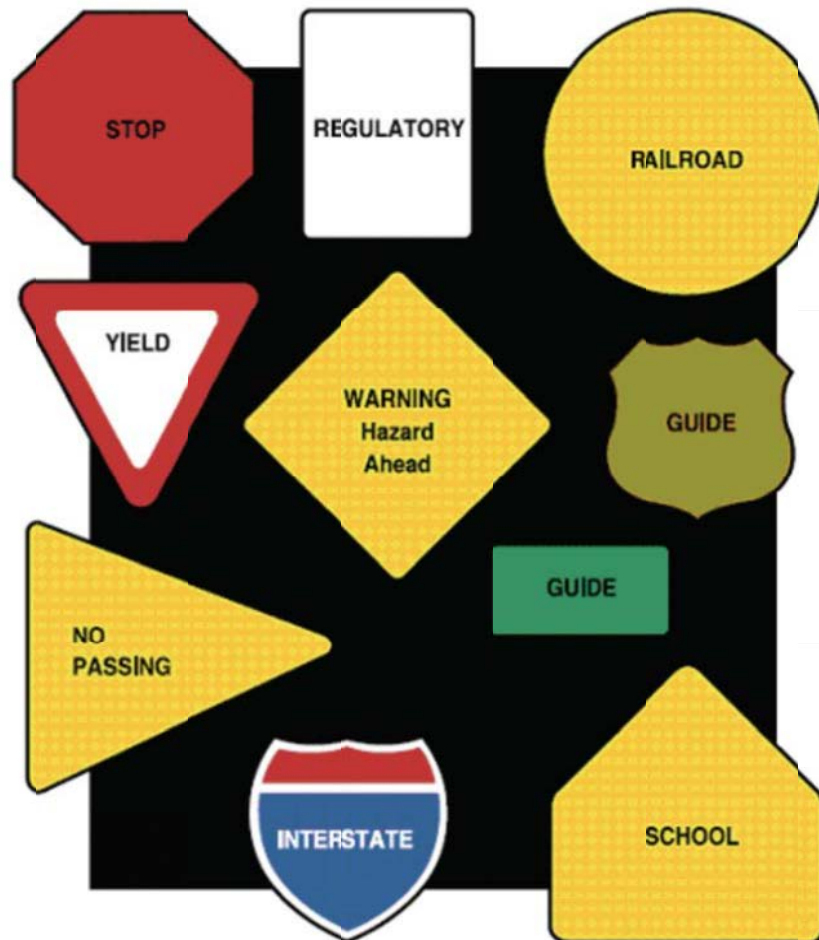 STOP
REGULATORY
RAILROAD
YIELD
WARNING
Hazard
Ahead
GUIDE
GUIDE
NO
PASSING
INTERSTATE
SCHOOL